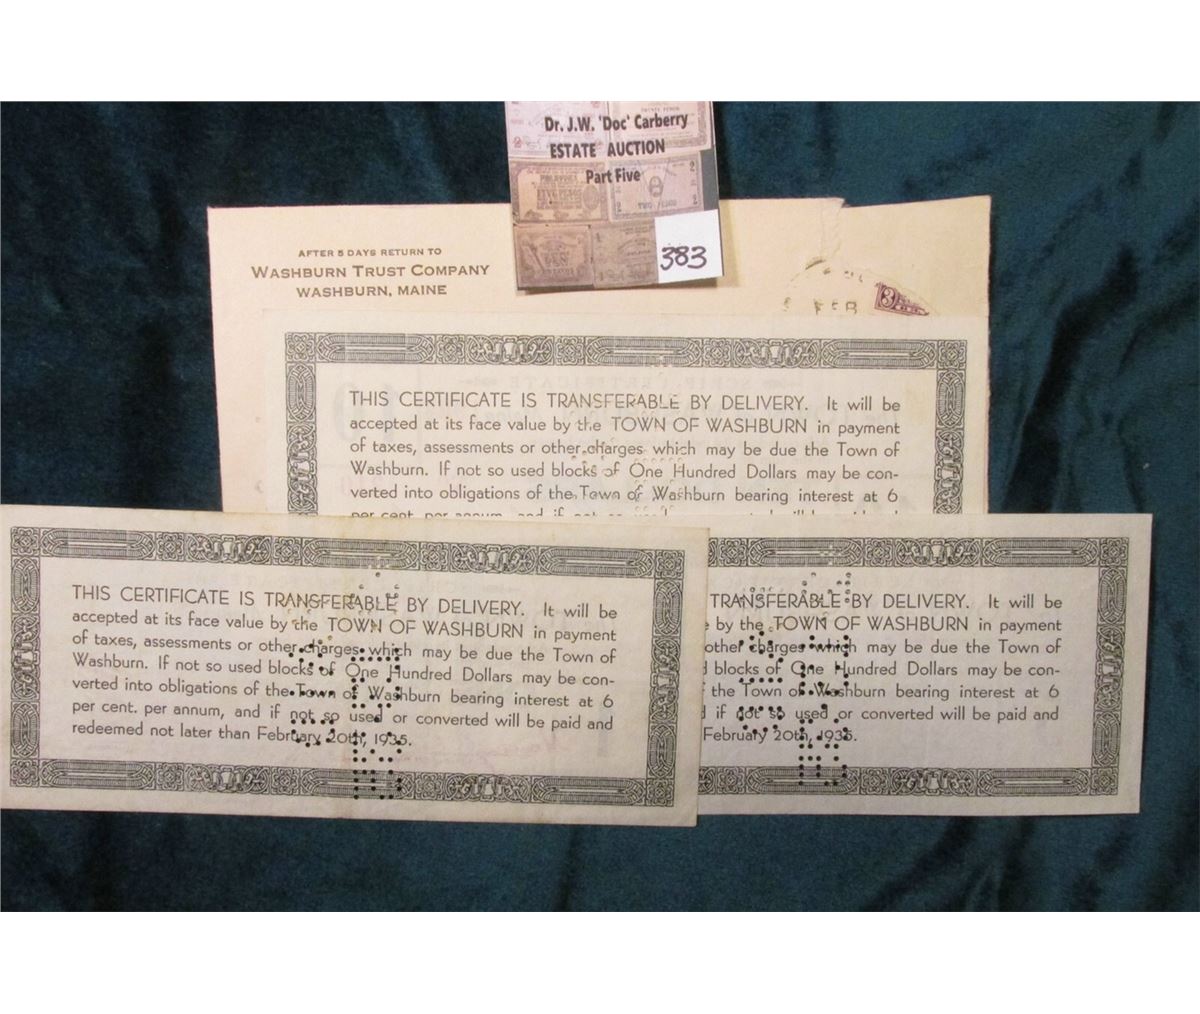 Dr. J.W. 'Doc' Carberry
ESTATE AUCTION
Part Five
383
AFTER 5 DAYS RETURN TO
WASHBURN TRUST COMPANY
WASHBURN, MAINE
FEB
3
THIS CERTIFICATE IS TRANSFERABLE BY DELIVERY. It will be
accepted at its face value by the TOWN OF WASHBURN in payment
of taxes, assessments or other charges which may be due the Town of
Washburn. If not so used blocks of One Hundred Dollars may be con-
verted into obligations of the Town of Washburn bearing interest at 6
per cent. per annum, and if not so used
THIS CERTIFICATE IS TRANSFERABLE BY DELIVERY. It will be
accepted at its face value by the TOWN OF WASHBURN in payment
of taxes, assessments or other charges which may be due the Town of
Washburn. If not so used blocks of One Hundred Dollars may be con-
verted into obligations of the Town of Washburn bearing interest at 6
per cent. per annum, and if not so used or converted will be paid and
redeemed not later than February 20th, 1935.
TRANSFERABLE BY DELIVERY. It will be
by the TOWN OF WASHBURN in payment
other charges which may be due the Town of
blocks of One Hundred Dollars may be con-
the Town of Washburn bearing interest at 6
if not so used or converted will be paid and
February 20th, 1935.